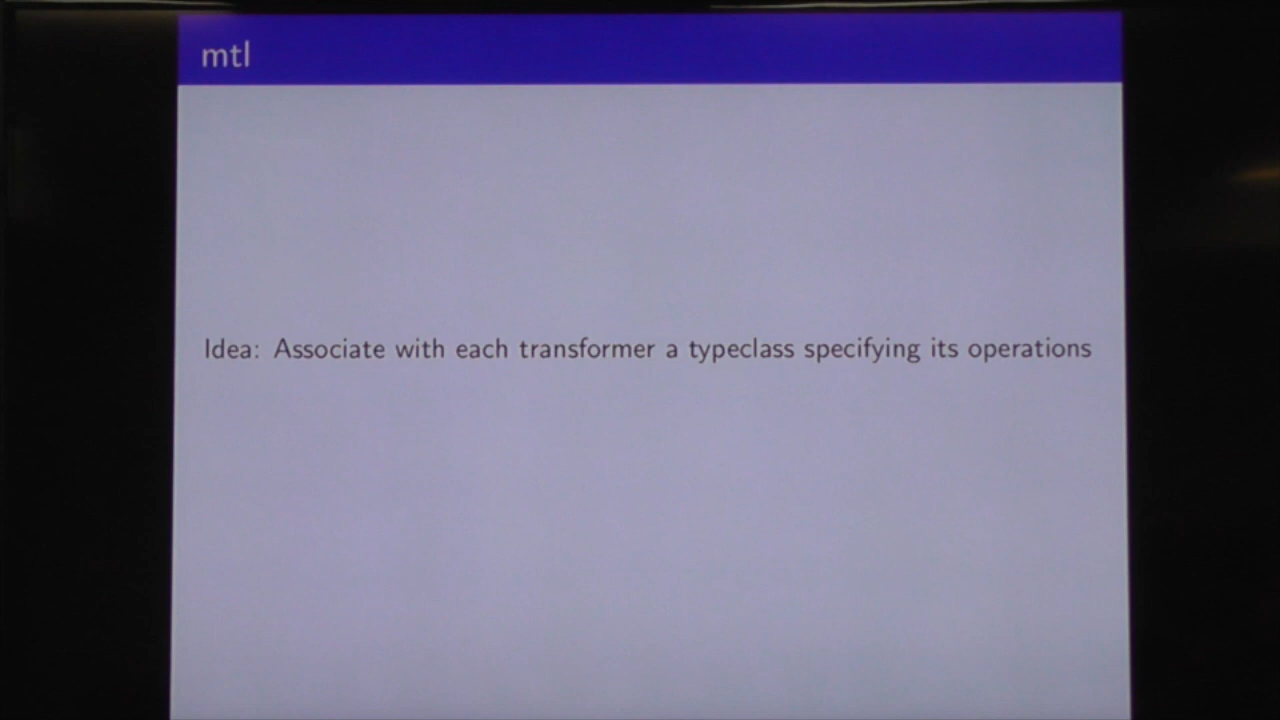 mtl
Idea: Associate with each transformer a typeclass specifying its operations